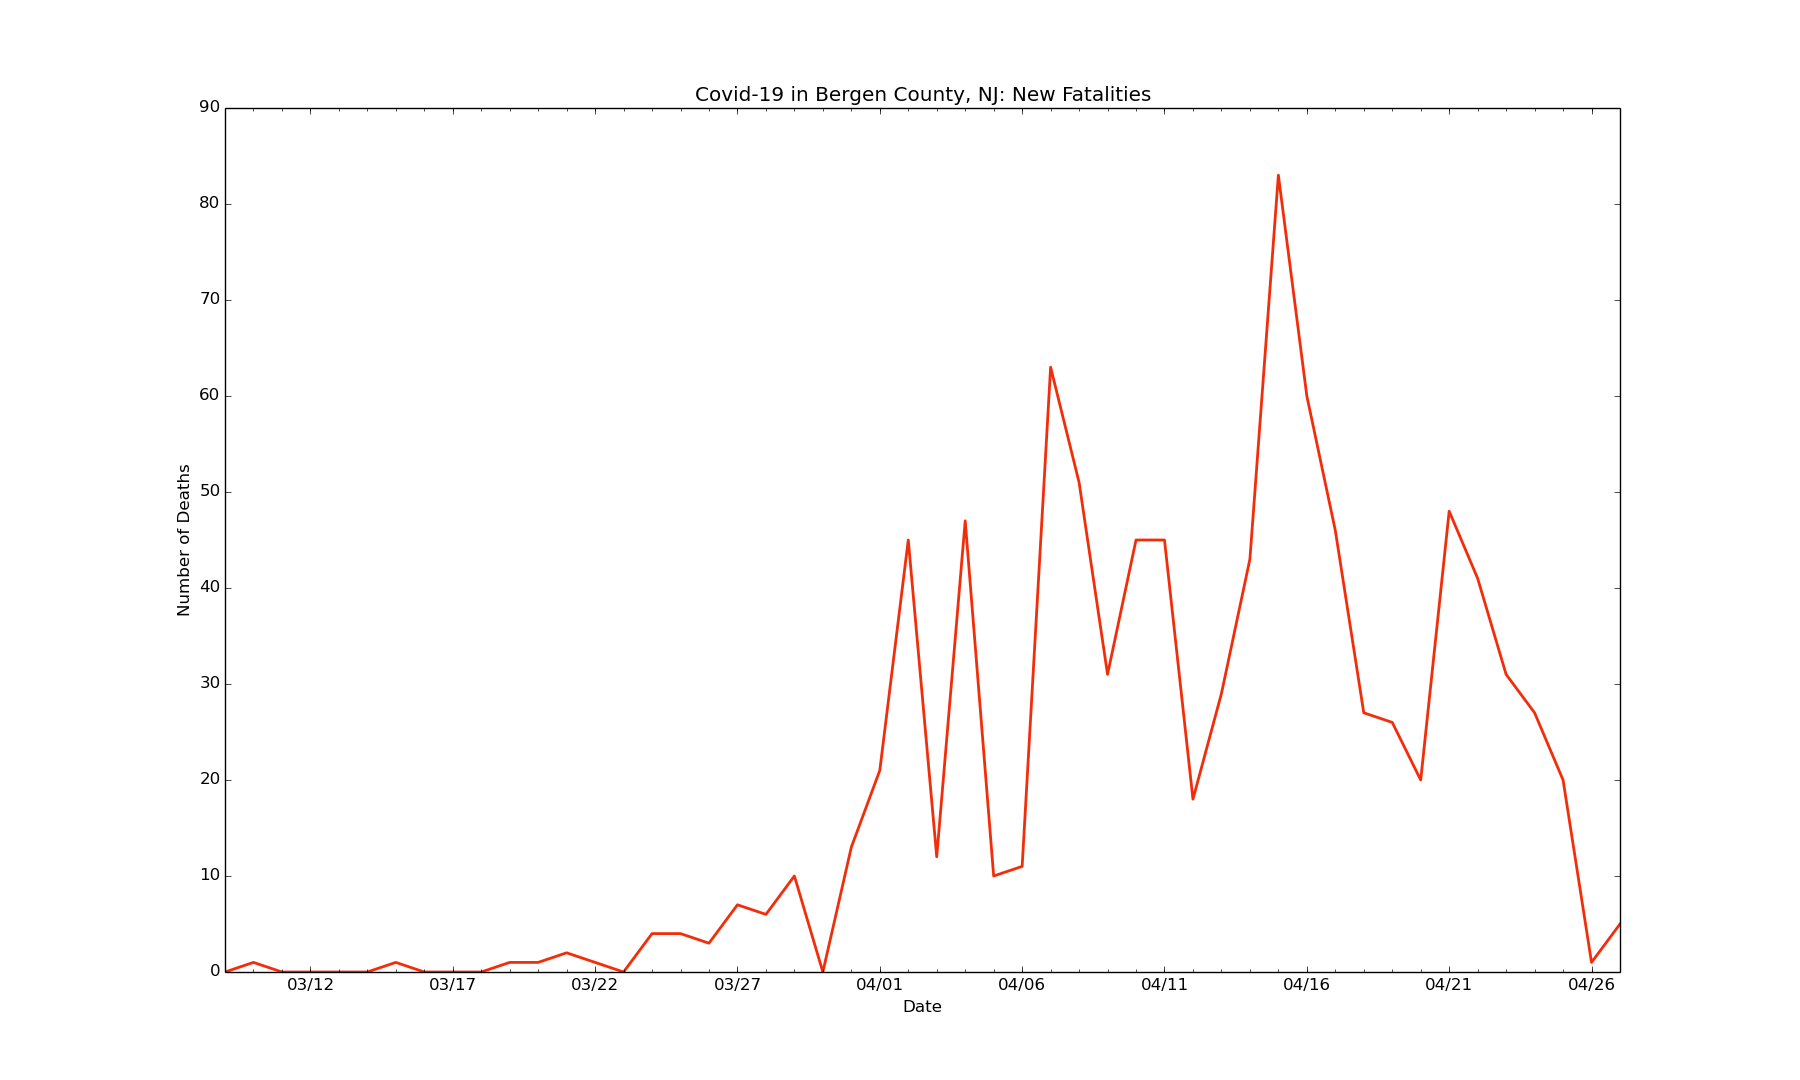 Covid-19 in Bergen County, NJ: New Fatalities
90
80
70
60
50
40
30
20
10
0
Number of Deaths
03/12 03/17 03/22 03/27 04/01 04/06 04/11 04/16 04/21 04/26
Date